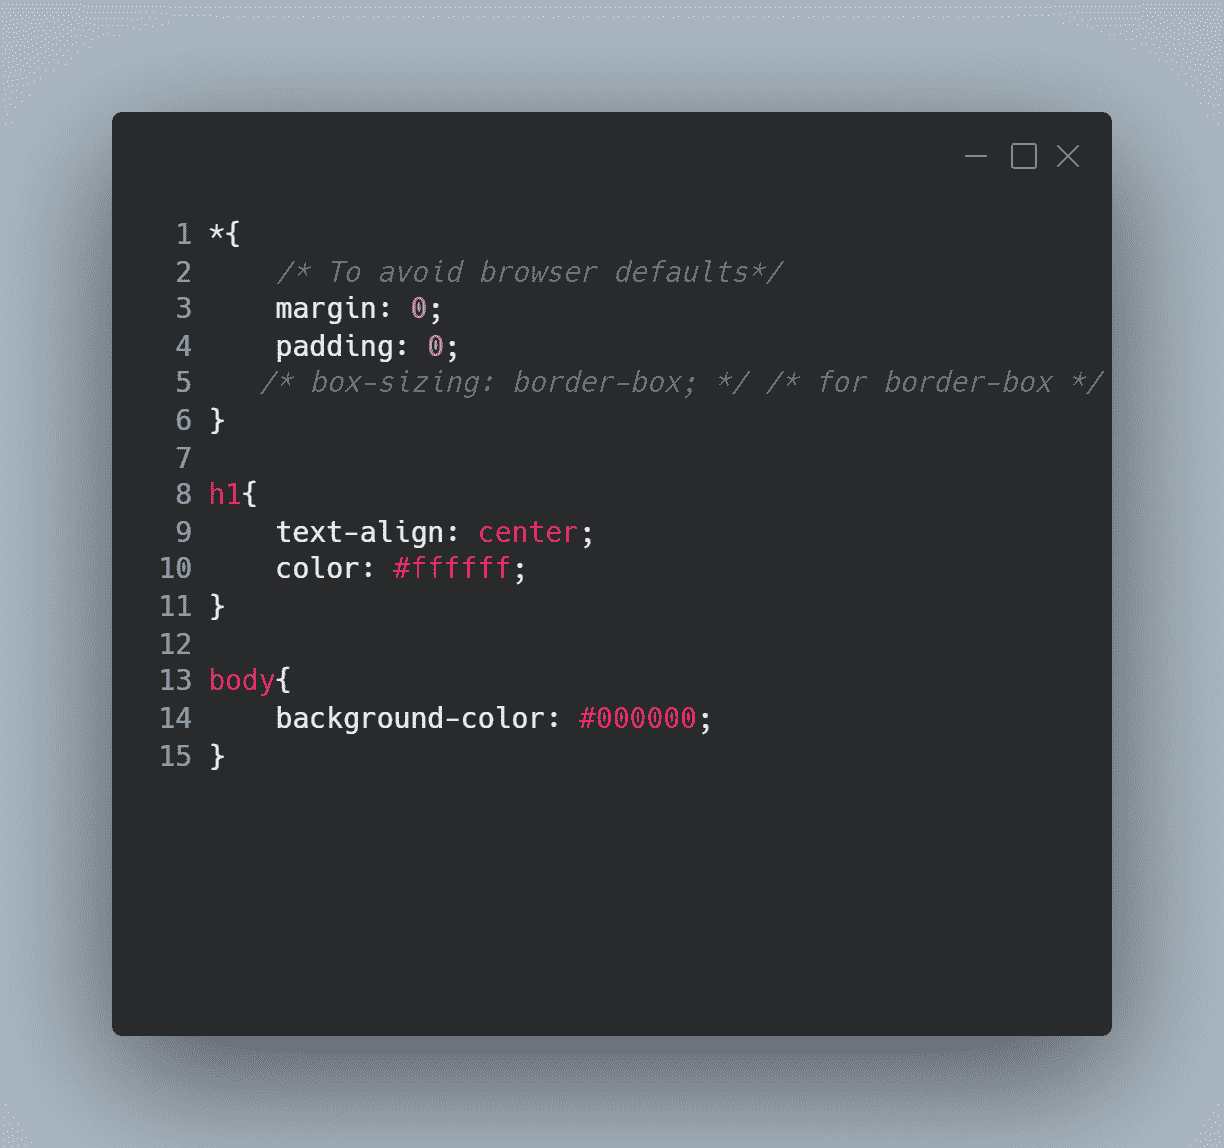 1 *{
2     /* To avoid browser defaults*/
3     margin: 0;
4     padding: 0;
5    /* box-sizing: border-box; */ /* for border-box */
6 }
7
8 h1{
9     text-align: center;
10     color: #ffffff;
11 }
12
13 body{
14     background-color: #000000;
15 }